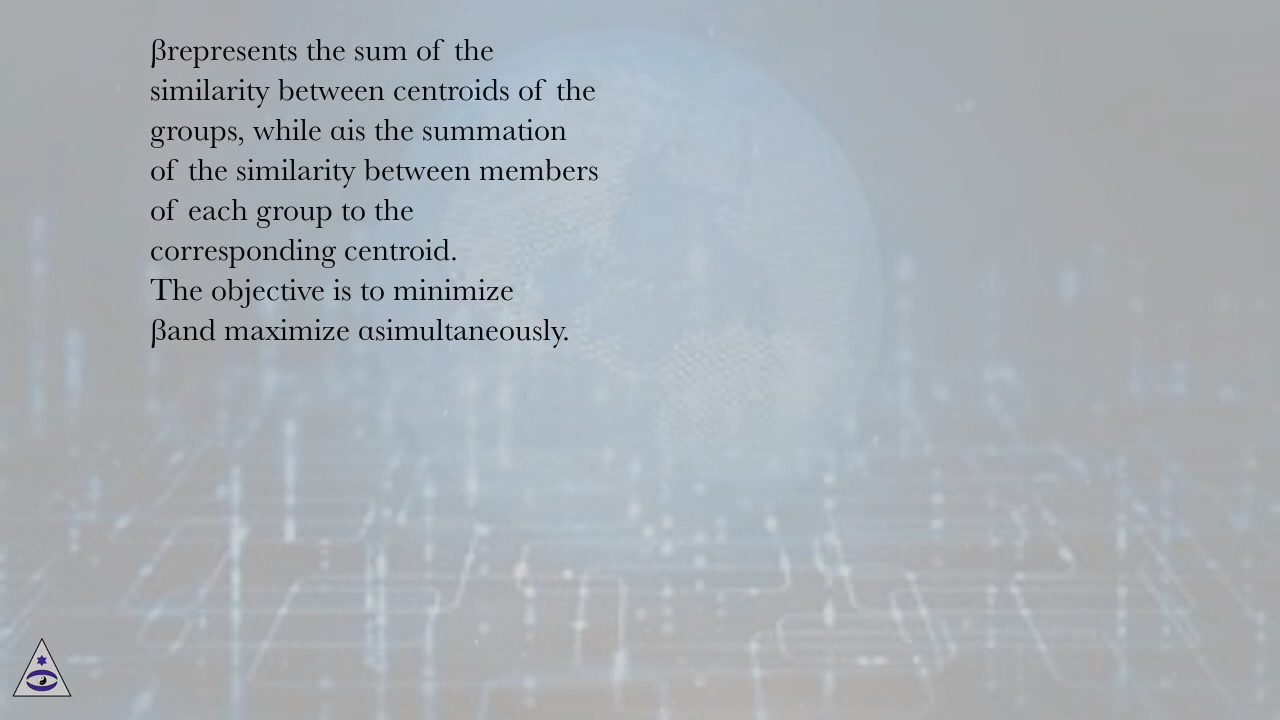 βrepresents the sum of the
similarity between centroids of the
groups, while αis the summation
of the similarity between members
of each group to the
corresponding centroid.
The objective is to minimize
βand maximize αsimultaneously.